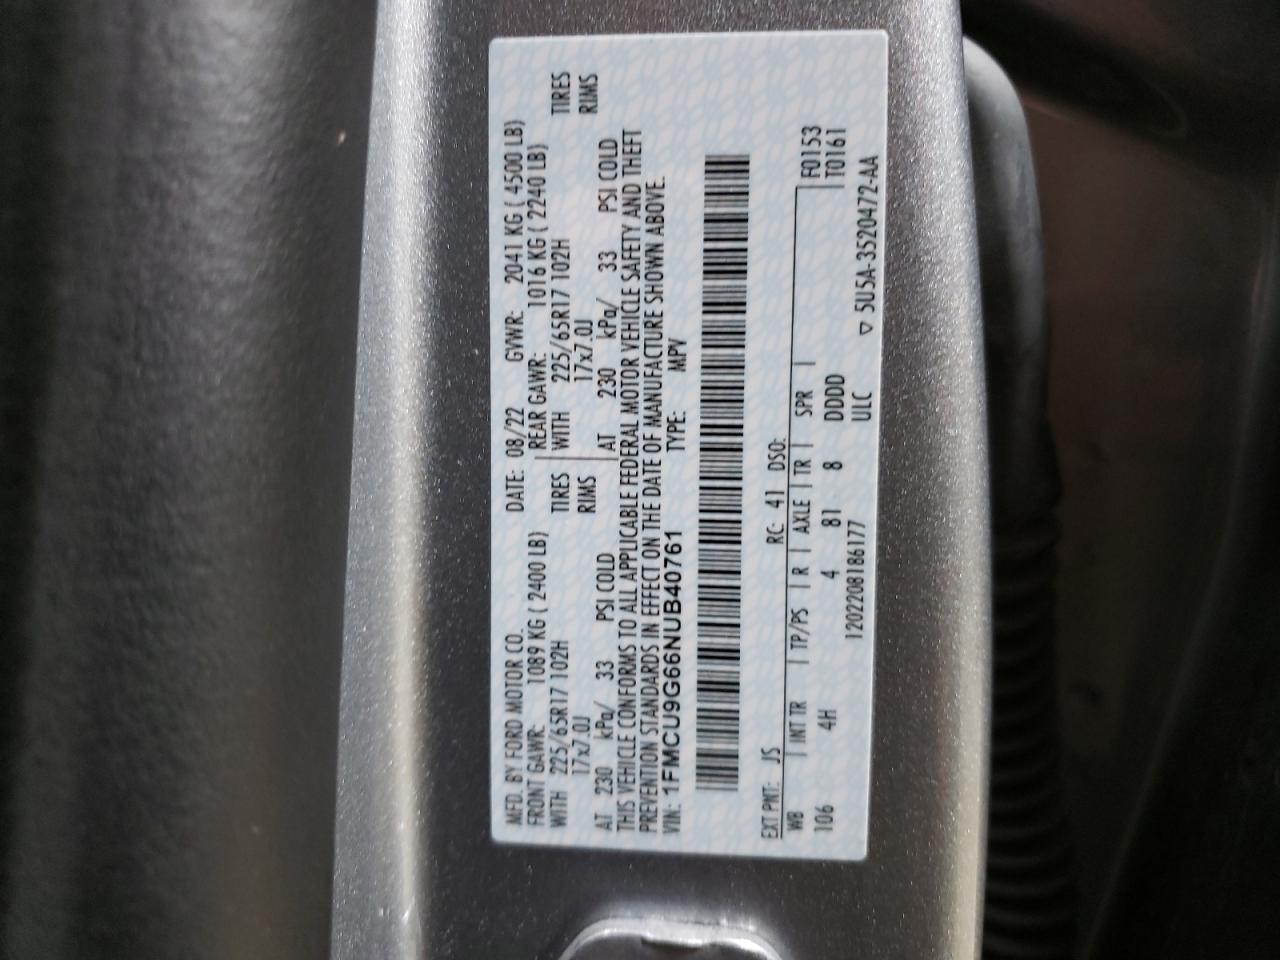 MFD. BY FORD MOTOR CO. DATE: 08/22 GVWR: 2041 KG ( 4500 LB)
FRONT GAWR: 1089 KG ( 2400 LB) REAR GAWR: 1016 KG ( 2240 LB)
WITH 225/65R17 102H TIRES WITH 225/65R17 102H TIRES
17x7.0J RIMS 17x7.0J RIMS
AT 230 kPa/ 33 PSI COLD AT 230 kPa/ 33 PSI COLD
THIS VEHICLE CONFORMS TO ALL APPLICABLE FEDERAL MOTOR VEHICLE SAFETY AND THEFT
PREVENTION STANDARDS IN EFFECT ON THE DATE OF MANUFACTURE SHOWN ABOVE.
VIN: 1FMCU9G66NUB40761 TYPE: MPV
EXT PNT: JS RC: 41 DSO:
WB | INT TR | TP/PS | R | AXLE | TR | SPR | F0153
106 4H 4 81 8 DDDD T0161
1202208186177 ULC ▽ 5U5A-3520472-AA